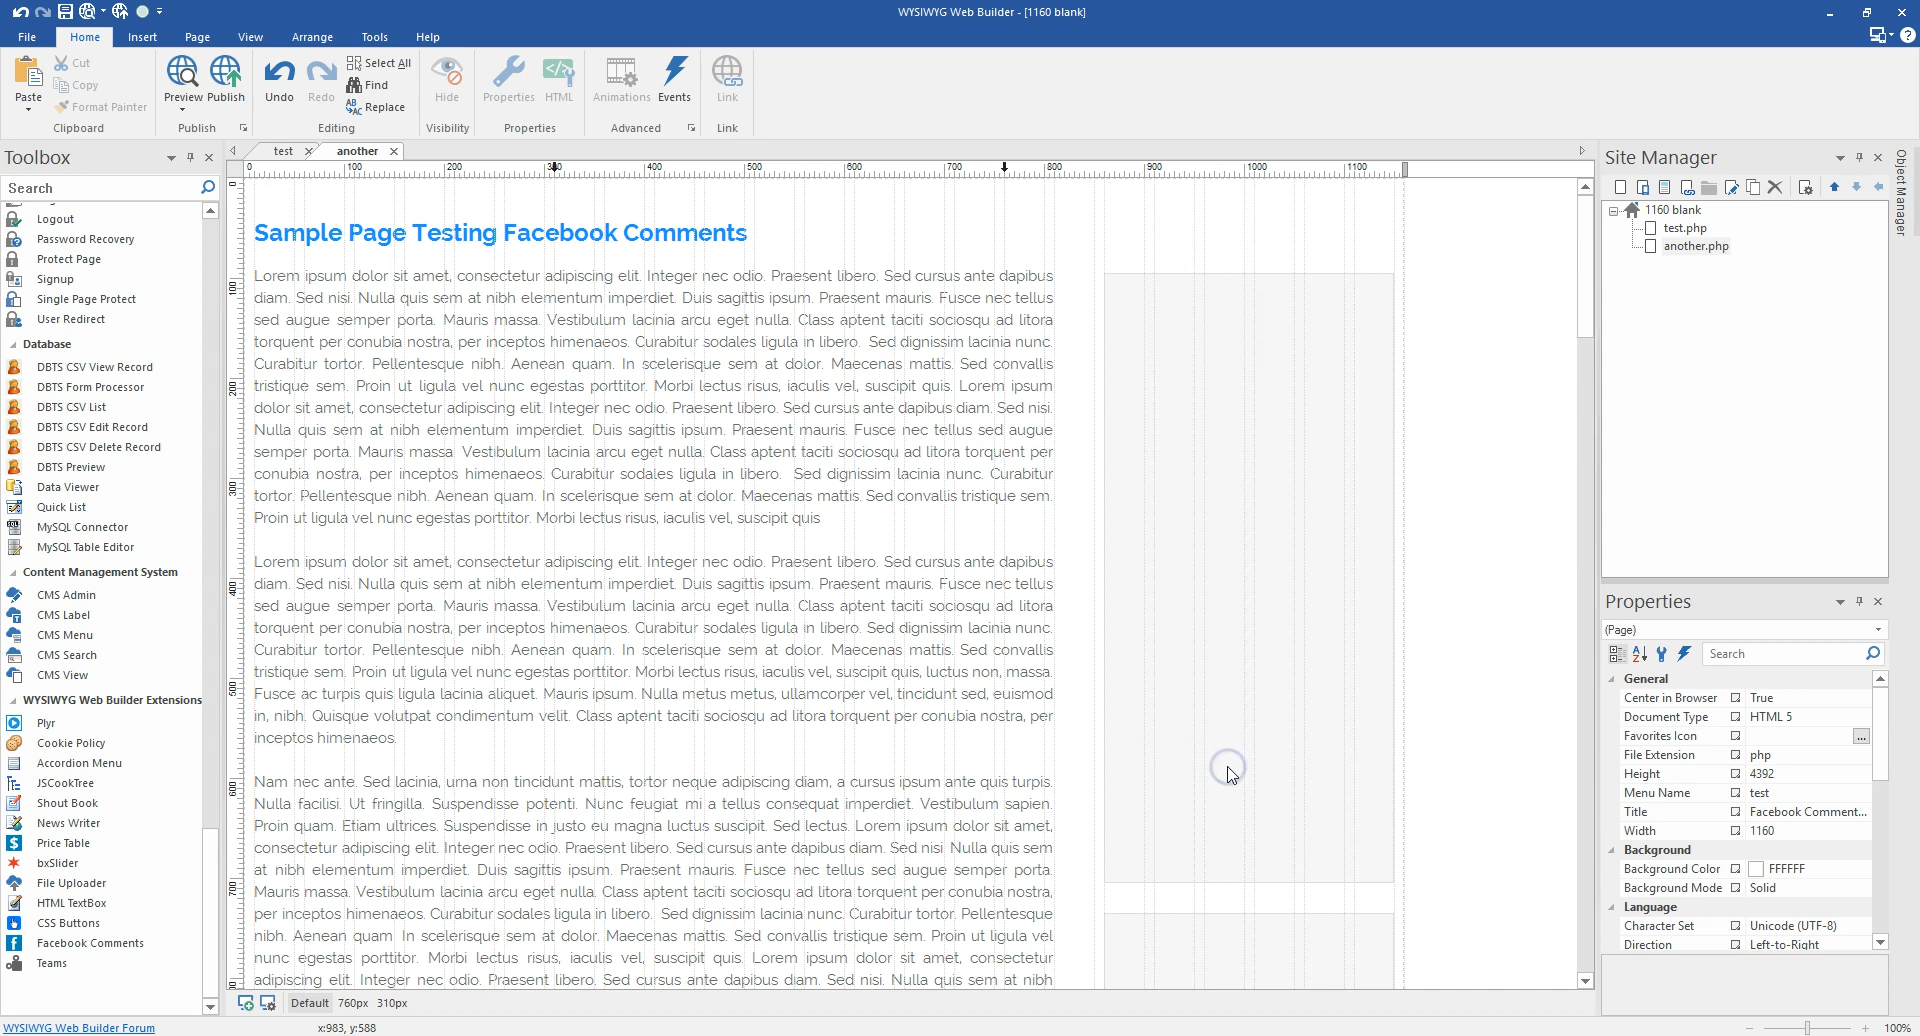 WYSIWYG Web Builder - [1160 blank]
File Home Insert Page View Arrange Tools Help
Paste
Cut
Copy
Format Painter
Clipboard
Preview Publish
Publish
Undo
Redo
Select All
Find
Replace
Editing
Hide
Visibility
Properties HTML
Properties
Animations Events
Advanced
Link
Link
Toolbox
Search
Logout
Password Recovery
Protect Page
Signup
Single Page Protect
User Redirect
Database
DBTS CSV View Record
DBTS Form Processor
DBTS CSV List
DBTS CSV Edit Record
DBTS CSV Delete Record
DBTS Preview
Data Viewer
Quick List
MySQL Connector
MySQL Table Editor
Content Management System
CMS Admin
CMS Label
CMS Menu
CMS Search
CMS View
WYSIWYG Web Builder Extensions
Plyr
Cookie Policy
Accordion Menu
JSCookTree
Shout Book
News Writer
Price Table
bxSlider
File Uploader
HTML TextBox
CSS Buttons
Facebook Comments
Teams
WYSIWYG Web Builder Forum
test another
0 100 200 300 400 500 600 700 800 900 1000 1100
0
100
200
300
400
500
600
700
Sample Page Testing Facebook Comments
Lorem ipsum dolor sit amet, consectetur adipiscing elit. Integer nec odio. Praesent libero. Sed cursus ante dapibus
diam. Sed nisi. Nulla quis sem at nibh elementum imperdiet. Duis sagittis ipsum. Praesent mauris. Fusce nec tellus
sed augue semper porta. Mauris massa. Vestibulum lacinia arcu eget nulla. Class aptent taciti sociosqu ad litora
torquent per conubia nostra, per inceptos himenaeos. Curabitur sodales ligula in libero. Sed dignissim lacinia nunc.
Curabitur tortor. Pellentesque nibh. Aenean quam. In scelerisque sem at dolor. Maecenas mattis. Sed convallis
tristique sem. Proin ut ligula vel nunc egestas porttitor. Morbi lectus risus, iaculis vel, suscipit quis. Lorem ipsum
dolor sit amet, consectetur adipiscing elit. Integer nec odio. Praesent libero. Sed cursus ante dapibus diam. Sed nisi.
Nulla quis sem at nibh elementum imperdiet. Duis sagittis ipsum. Praesent mauris. Fusce nec tellus sed augue
semper porta. Mauris massa. Vestibulum lacinia arcu eget nulla. Class aptent taciti sociosqu ad litora torquent per
conubia nostra, per inceptos himenaeos. Curabitur sodales ligula in libero. Sed dignissim lacinia nunc. Curabitur
tortor. Pellentesque nibh. Aenean quam. In scelerisque sem at dolor. Maecenas mattis. Sed convallis tristique sem.
Proin ut ligula vel nunc egestas porttitor. Morbi lectus risus, iaculis vel, suscipit quis
Lorem ipsum dolor sit amet, consectetur adipiscing elit. Integer nec odio. Praesent libero. Sed cursus ante dapibus
diam. Sed nisi. Nulla quis sem at nibh elementum imperdiet. Duis sagittis ipsum. Praesent mauris. Fusce nec tellus
sed augue semper porta. Mauris massa. Vestibulum lacinia arcu eget nulla. Class aptent taciti sociosqu ad litora
torquent per conubia nostra, per inceptos himenaeos. Curabitur sodales ligula in libero. Sed dignissim lacinia nunc.
Curabitur tortor. Pellentesque nibh. Aenean quam. In scelerisque sem at dolor. Maecenas mattis. Sed convallis
tristique sem. Proin ut ligula vel nunc egestas porttitor. Morbi lectus risus, iaculis vel, suscipit quis, luctus non, massa.
Fusce ac turpis quis ligula lacinia aliquet. Mauris ipsum. Nulla metus metus, ullamcorper vel, tincidunt sed, euismod
in, nibh. Quisque volutpat condimentum velit. Class aptent taciti sociosqu ad litora torquent per conubia nostra, per
inceptos himenaeos.
Nam nec ante. Sed lacinia, urna non tincidunt mattis, tortor neque adipiscing diam, a cursus ipsum ante quis turpis.
Nulla facilisi. Ut fringilla. Suspendisse potenti. Nunc feugiat mi a tellus consequat imperdiet. Vestibulum sapien.
Proin quam. Etiam ultrices. Suspendisse in justo eu magna luctus suscipit. Sed lectus. Lorem ipsum dolor sit amet,
consectetur adipiscing elit. Integer nec odio. Praesent libero. Sed cursus ante dapibus diam. Sed nisi. Nulla quis sem
at nibh elementum imperdiet. Duis sagittis ipsum. Praesent mauris. Fusce nec tellus sed augue semper porta.
Mauris massa. Vestibulum lacinia arcu eget nulla. Class aptent taciti sociosqu ad litora torquent per conubia nostra,
per inceptos himenaeos. Curabitur sodales ligula in libero. Sed dignissim lacinia nunc. Curabitur tortor. Pellentesque
nibh. Aenean quam. In scelerisque sem at dolor. Maecenas mattis. Sed convallis tristique sem. Proin ut ligula vel
nunc egestas porttitor. Morbi lectus risus, iaculis vel, suscipit quis. Lorem ipsum dolor sit amet, consectetur
adipiscing elit. Integer nec odio. Praesent libero. Sed cursus ante dapibus diam. Sed nisi. Nulla quis sem at nibh
Default 760px 310px
x:983, y:588
Site Manager
1160 blank
test.php
another.php
Object Manager
Properties
(Page)
Search
General
Center in Browser True
Document Type HTML 5
Favorites Icon ...
File Extension php
Height 4392
Menu Name test
Title Facebook Comment...
Width 1160
Background
Background Color FFFFFF
Background Mode Solid
Language
Character Set Unicode (UTF-8)
Direction Left-to-Right
100%